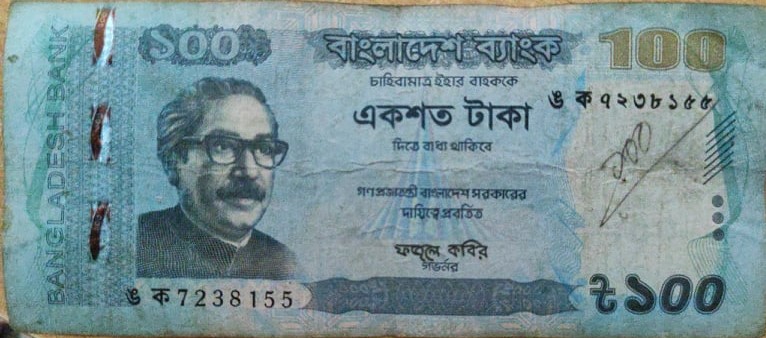 BANGLADESH BANK
১০০
বাংলাদেশ ব্যাংক
100
চাহিবামাত্র ইহার বাহককে
একশত টাকা
ঙ ক ৭২৩৮১৫৫
দিতে বাধ্য থাকিবে
১০০
গণপ্রজাতন্ত্রী বাংলাদেশ সরকারের
দায়িত্বে প্রবর্তিত
ফজলে কবির
গভর্নর
ঙ ক 7238155
৳১০০